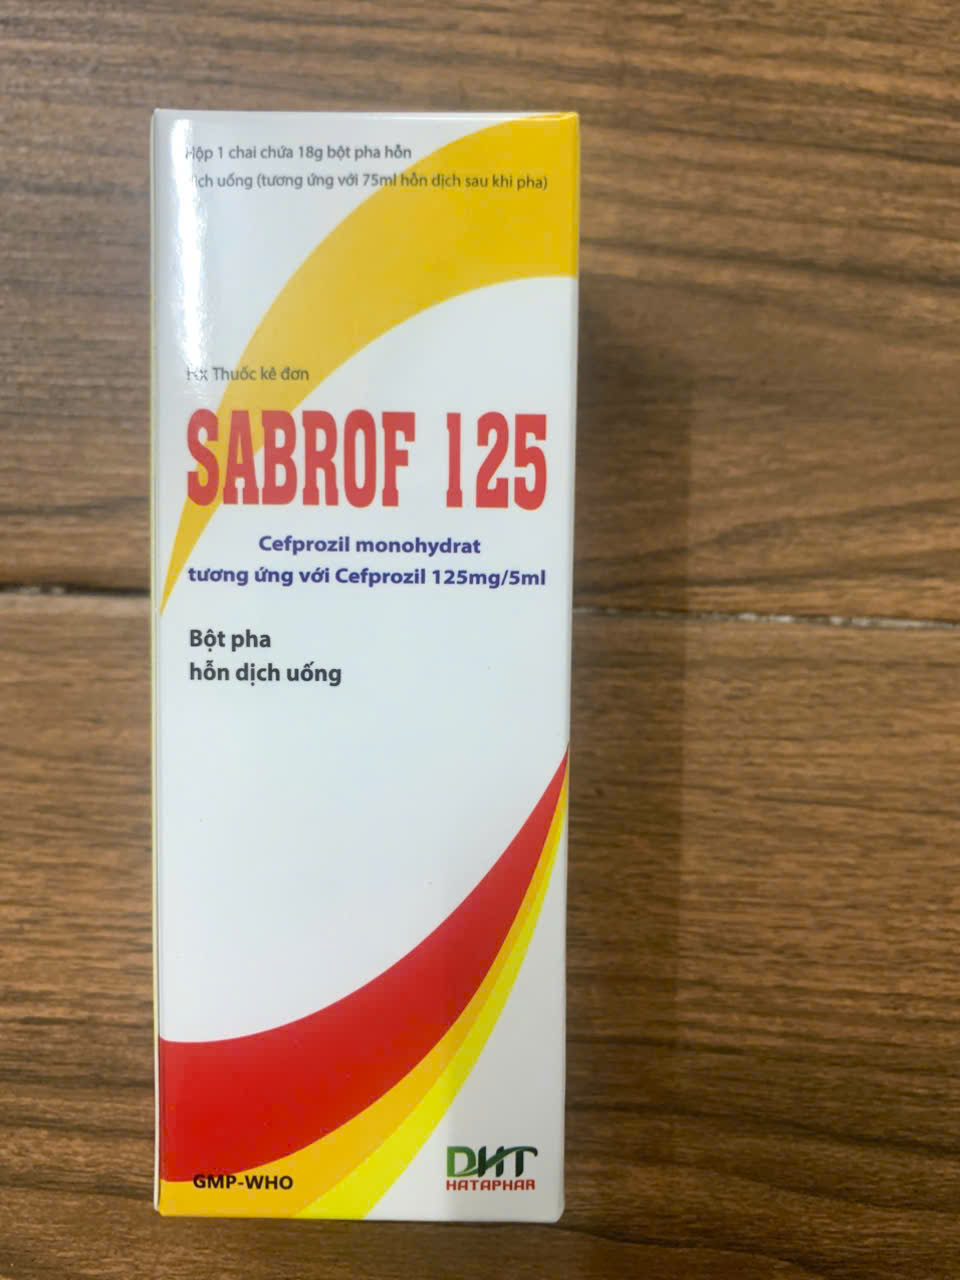 Hộp 1 chai chứa 18g bột pha hỗn
dịch uống (tương ứng với 75ml hỗn dịch sau khi pha)
Rx Thuốc kê đơn
SABROF 125
Cefprozil monohydrat
tương ứng với Cefprozil 125mg/5ml
Bột pha
hỗn dịch uống
GMP-WHO
DHT
HATAPHAR